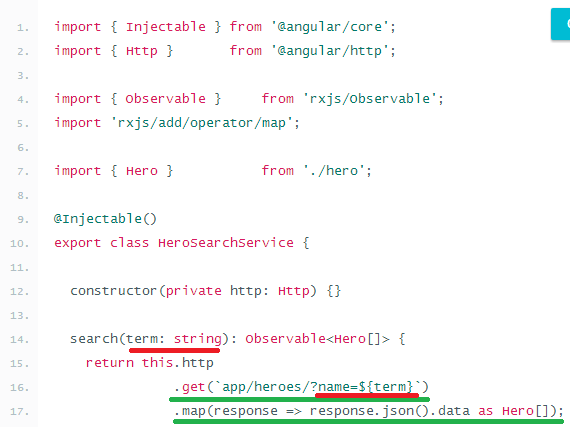 1. import { Injectable } from '@angular/core';
2. import { Http }       from '@angular/http';
3.
4. import { Observable }     from 'rxjs/Observable';
5. import 'rxjs/add/operator/map';
6.
7. import { Hero }           from './hero';
8.
9. @Injectable()
10. export class HeroSearchService {
11.
12.   constructor(private http: Http) {}
13.
14.   search(term: string): Observable<Hero[]> {
15.     return this.http
16.                .get(`app/heroes/?name=${term}`)
17.                .map(response => response.json().data as Hero[]);